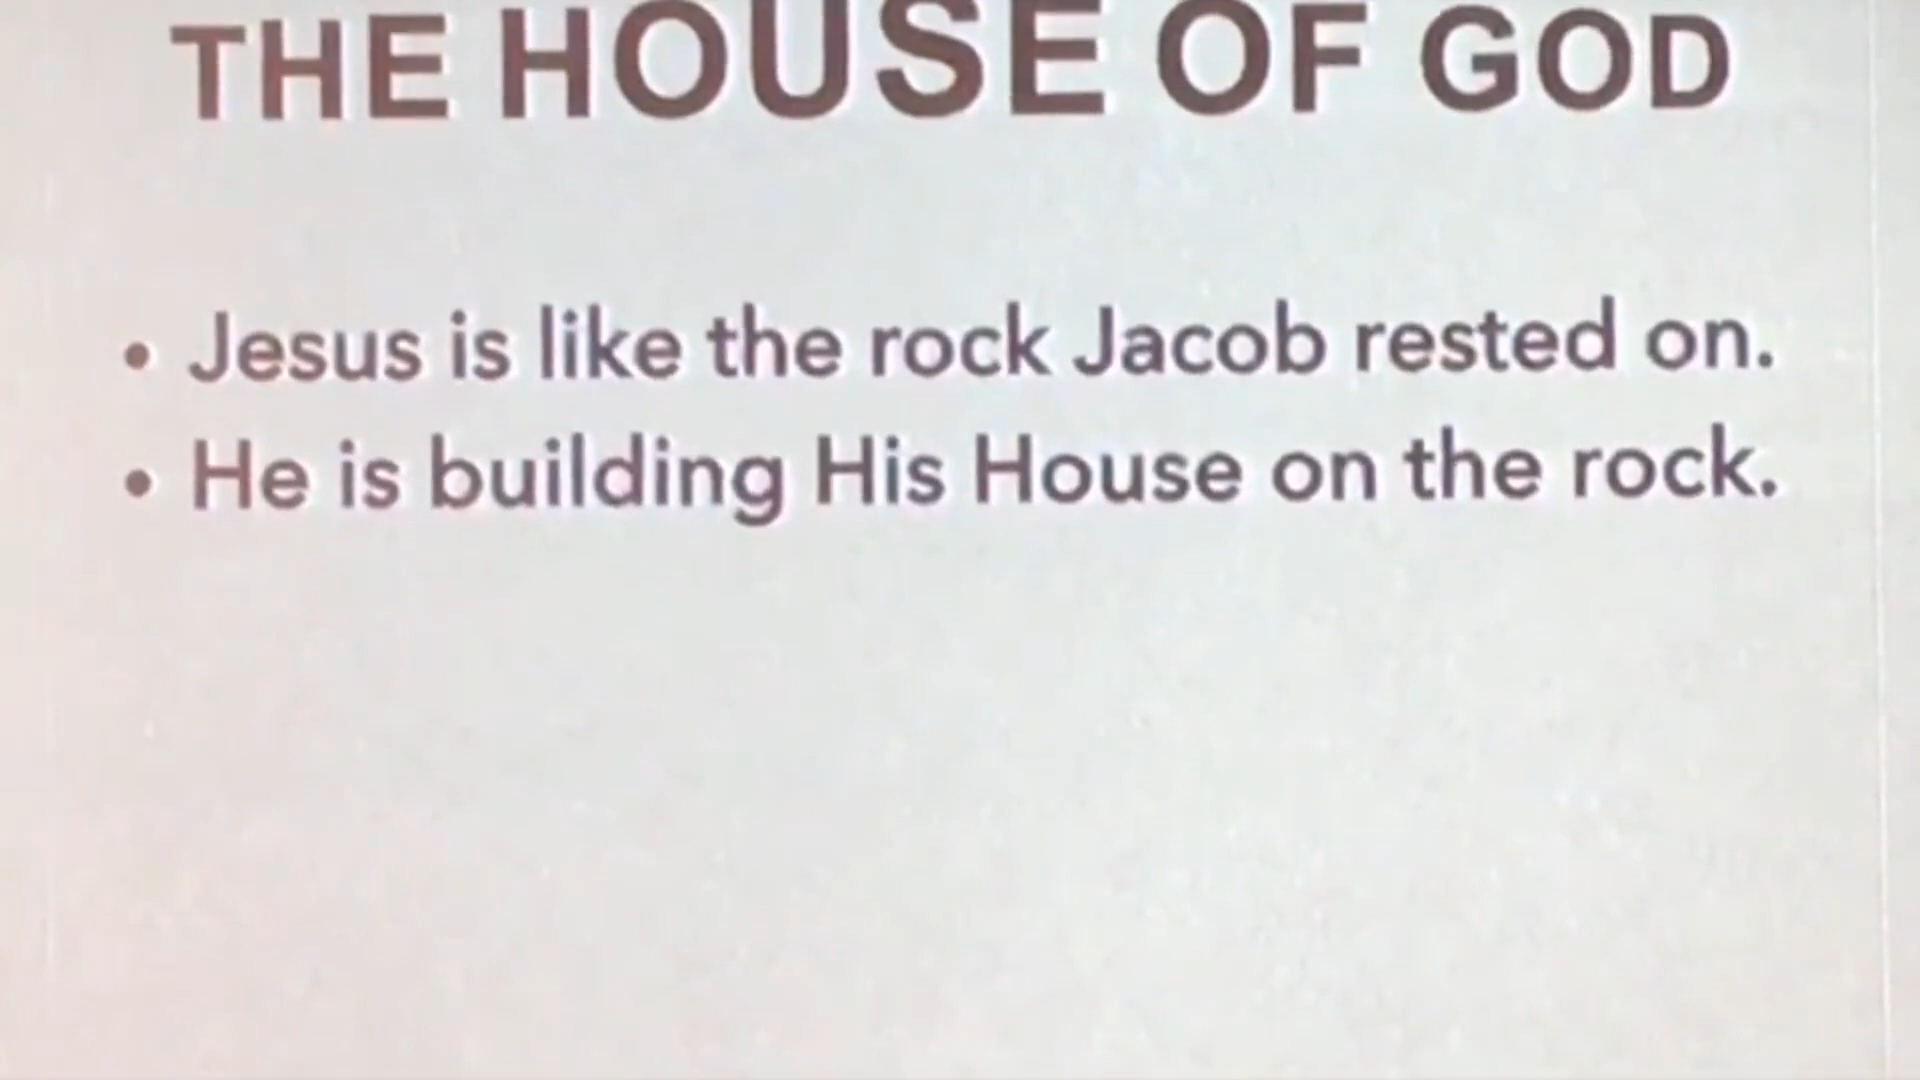 THE HOUSE OF GOD
• Jesus is like the rock Jacob rested on.
• He is building His House on the rock.